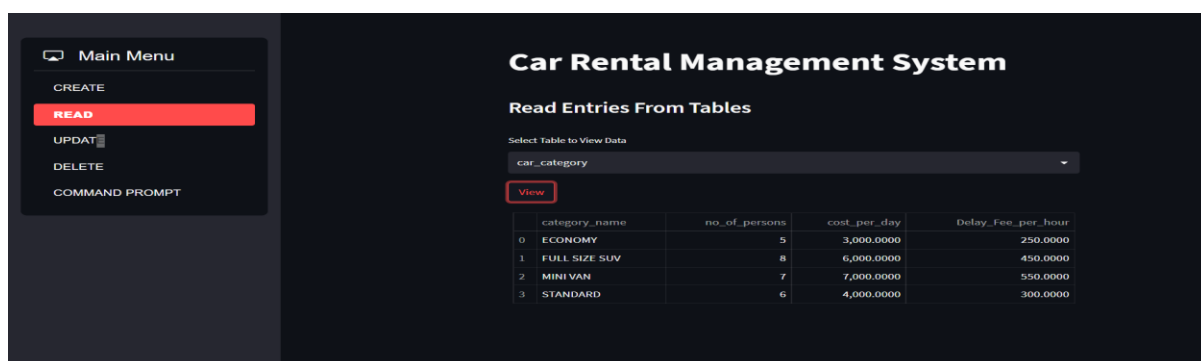 Main Menu
CREATE
READ
UPDATE
DELETE
COMMAND PROMPT
Car Rental Management System
Read Entries From Tables
Select Table to View Data
car_category
View
category_name no_of_persons cost_per_day Delay_Fee_per_hour
0 ECONOMY 5 3,000.0000 250.0000
1 FULL SIZE SUV 8 6,000.0000 450.0000
2 MINI VAN 7 7,000.0000 550.0000
3 STANDARD 6 4,000.0000 300.0000